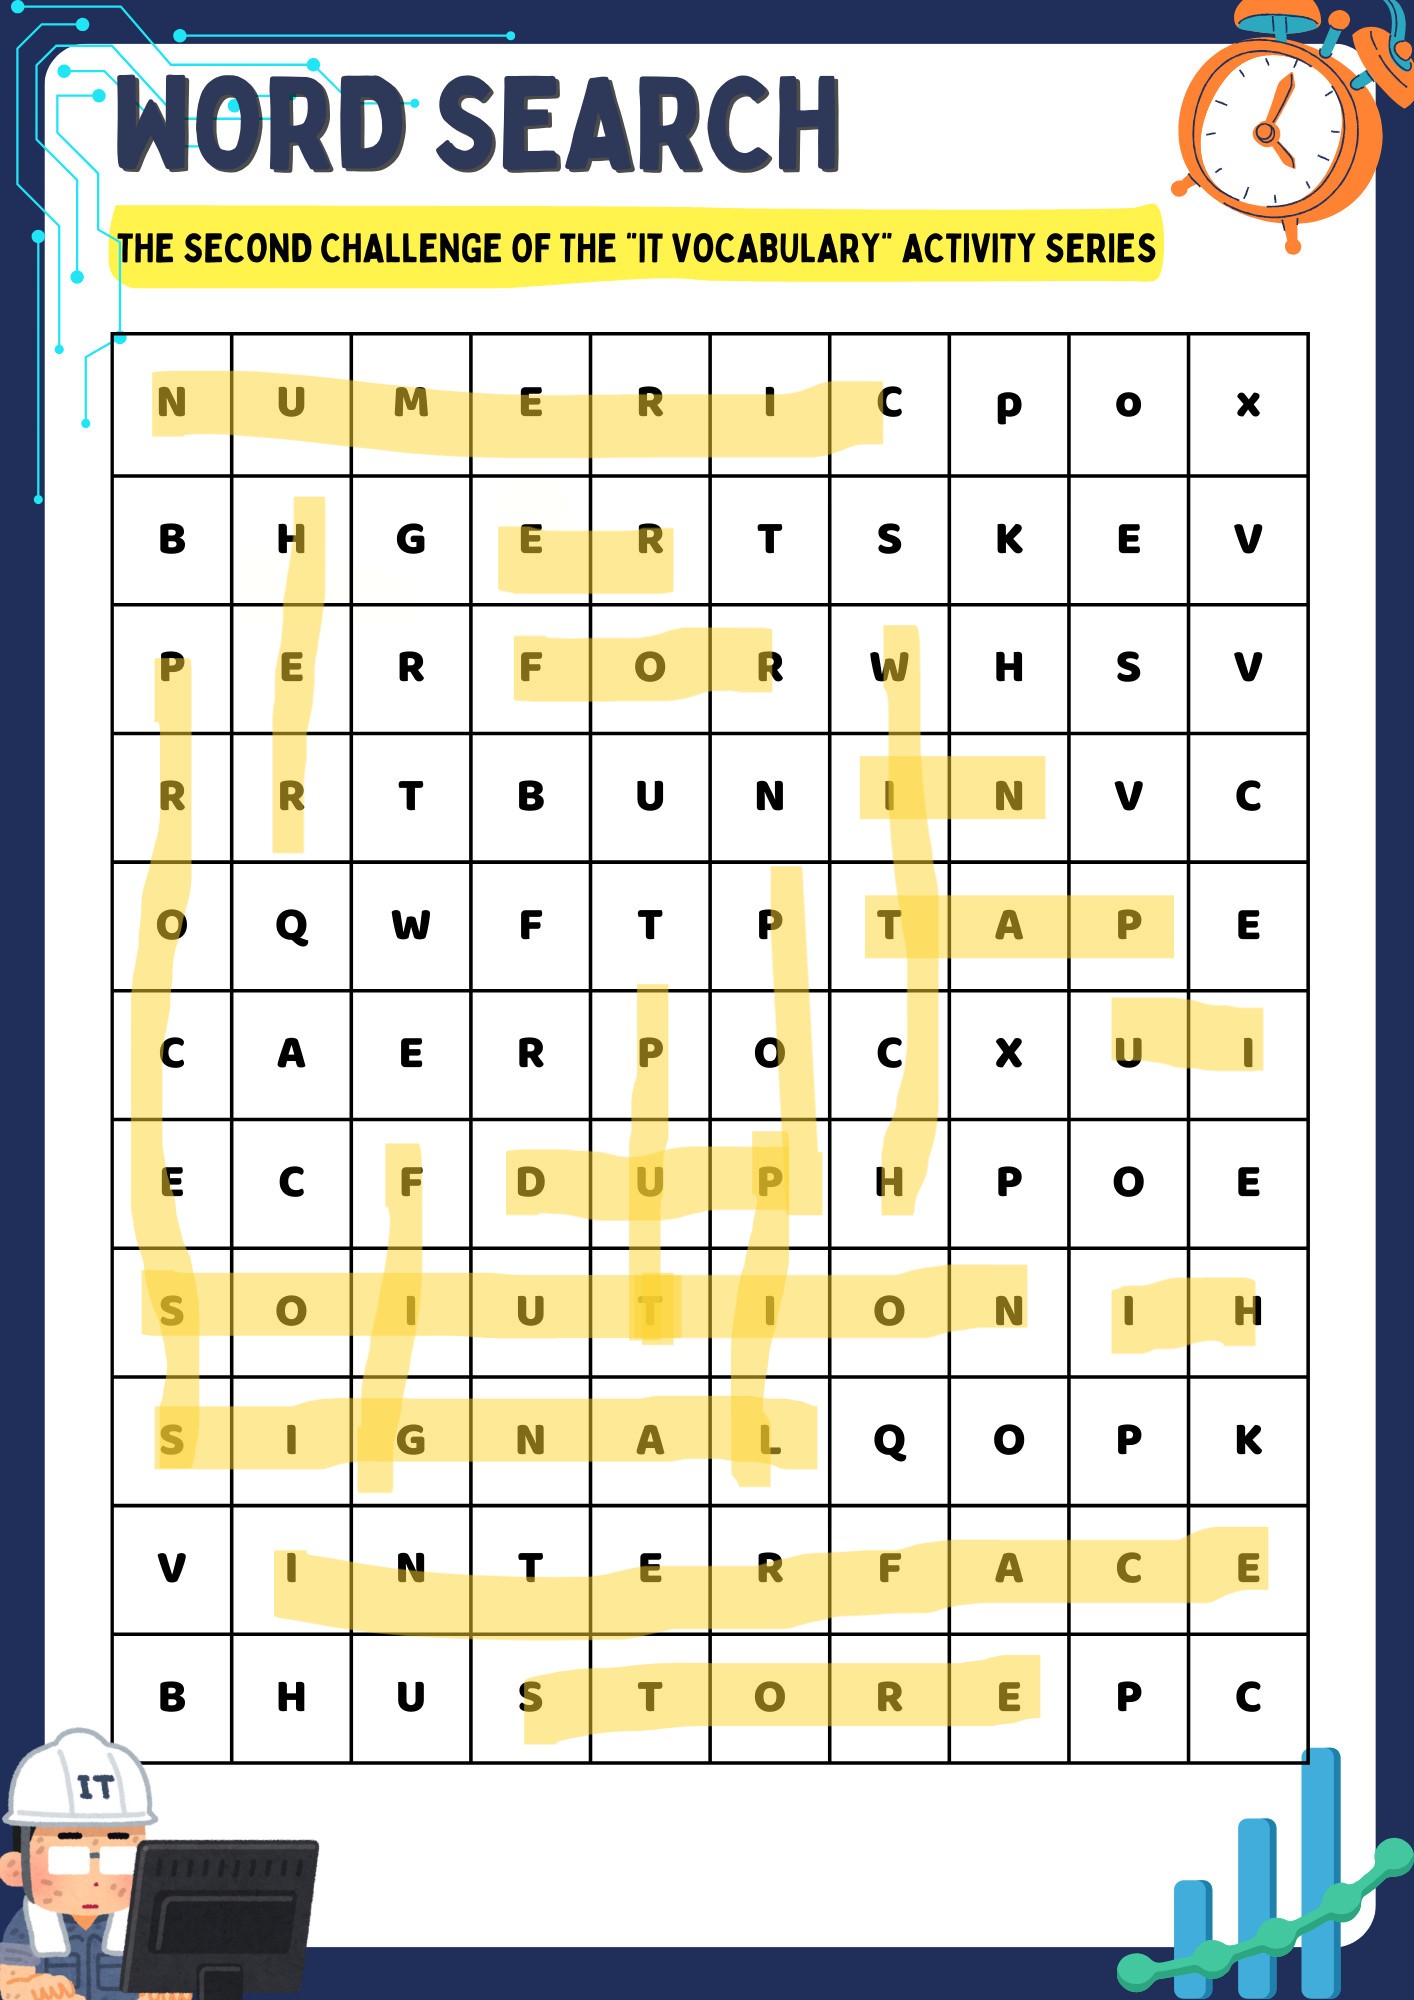 WORD SEARCH
THE SECOND CHALLENGE OF THE "IT VOCABULARY" ACTIVITY SERIES
N U M E R I C p o x
B H G E R T S K E V
P E R F O R W H S V
R R T B U N I N V C
O Q W F T P T A P E
C A E R P O C X U I
E C F D U P H P O E
S O I U T I O N I H
S I G N A L Q O P K
V I N T E R F A C E
B H U S T O R E P C
IT